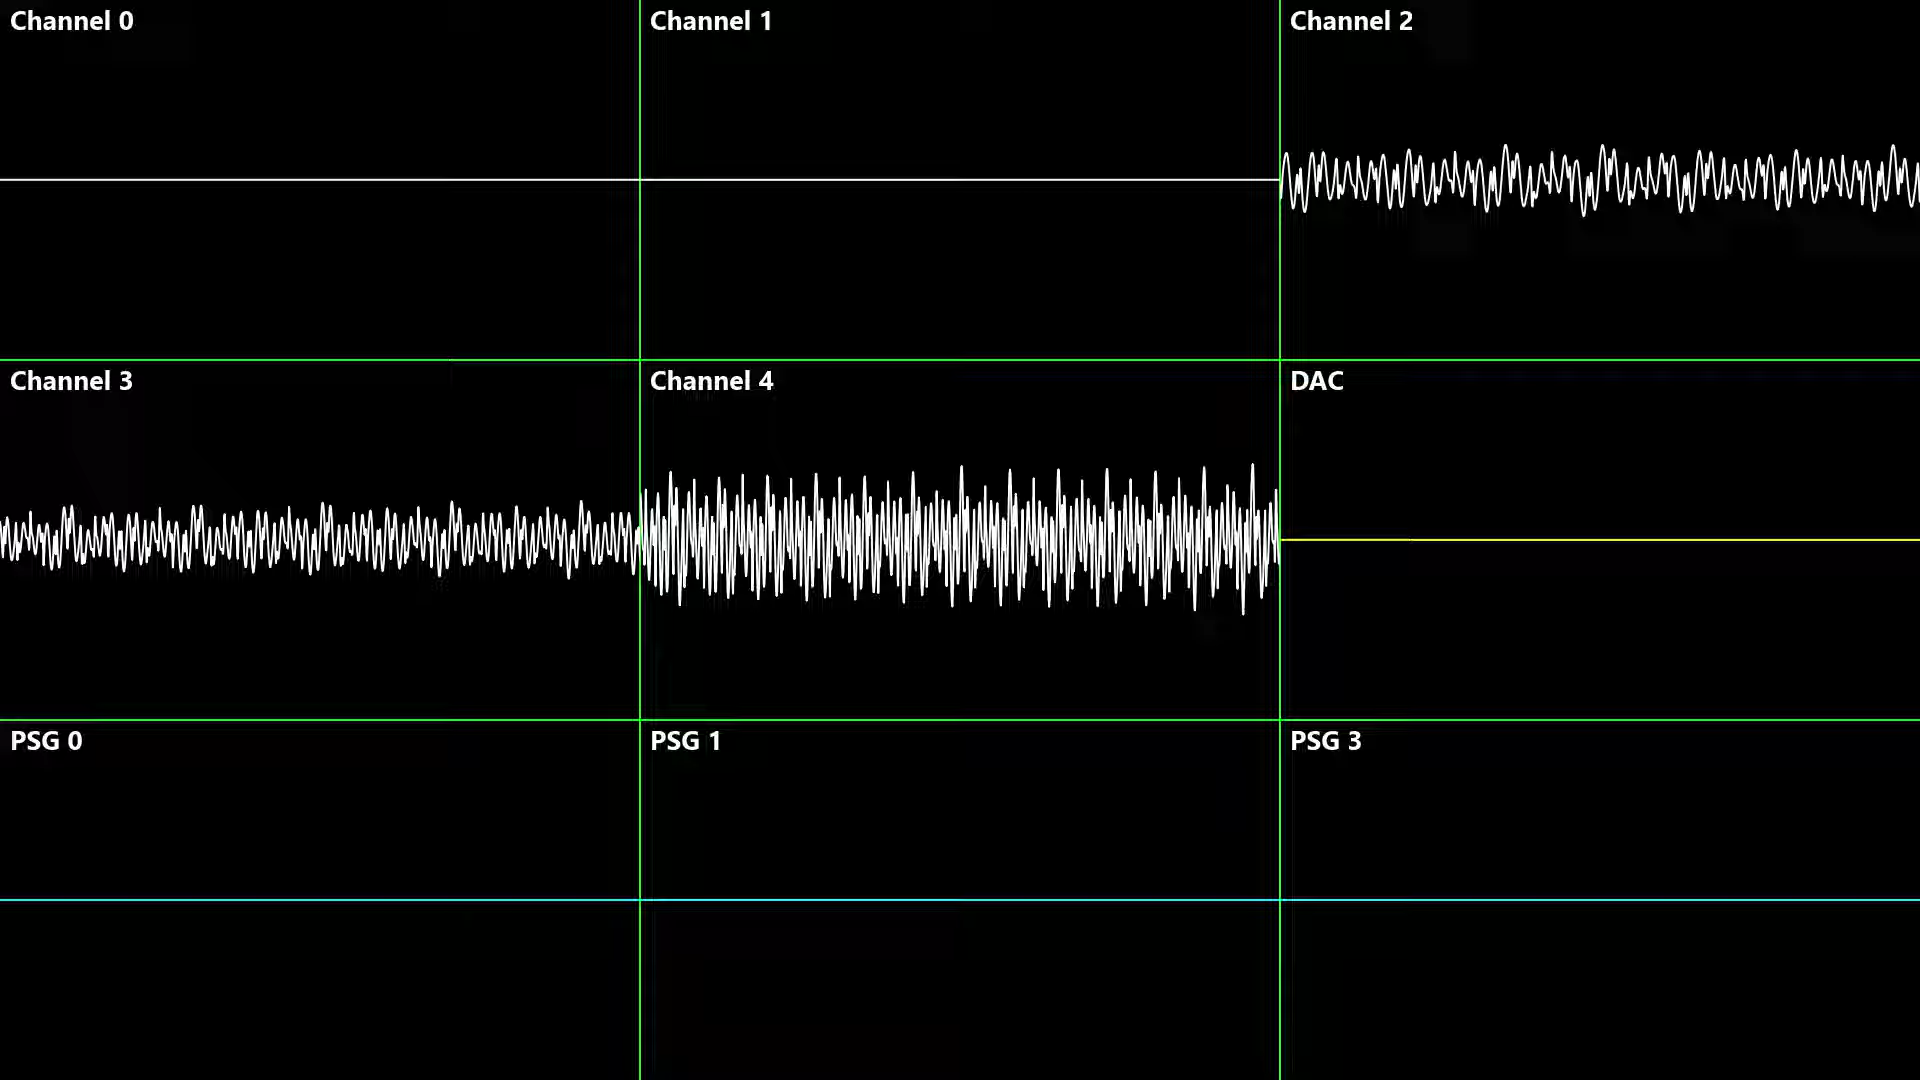 Channel 0
Channel 1
Channel 2
Channel 3
Channel 4
DAC
PSG 0
PSG 1
PSG 3